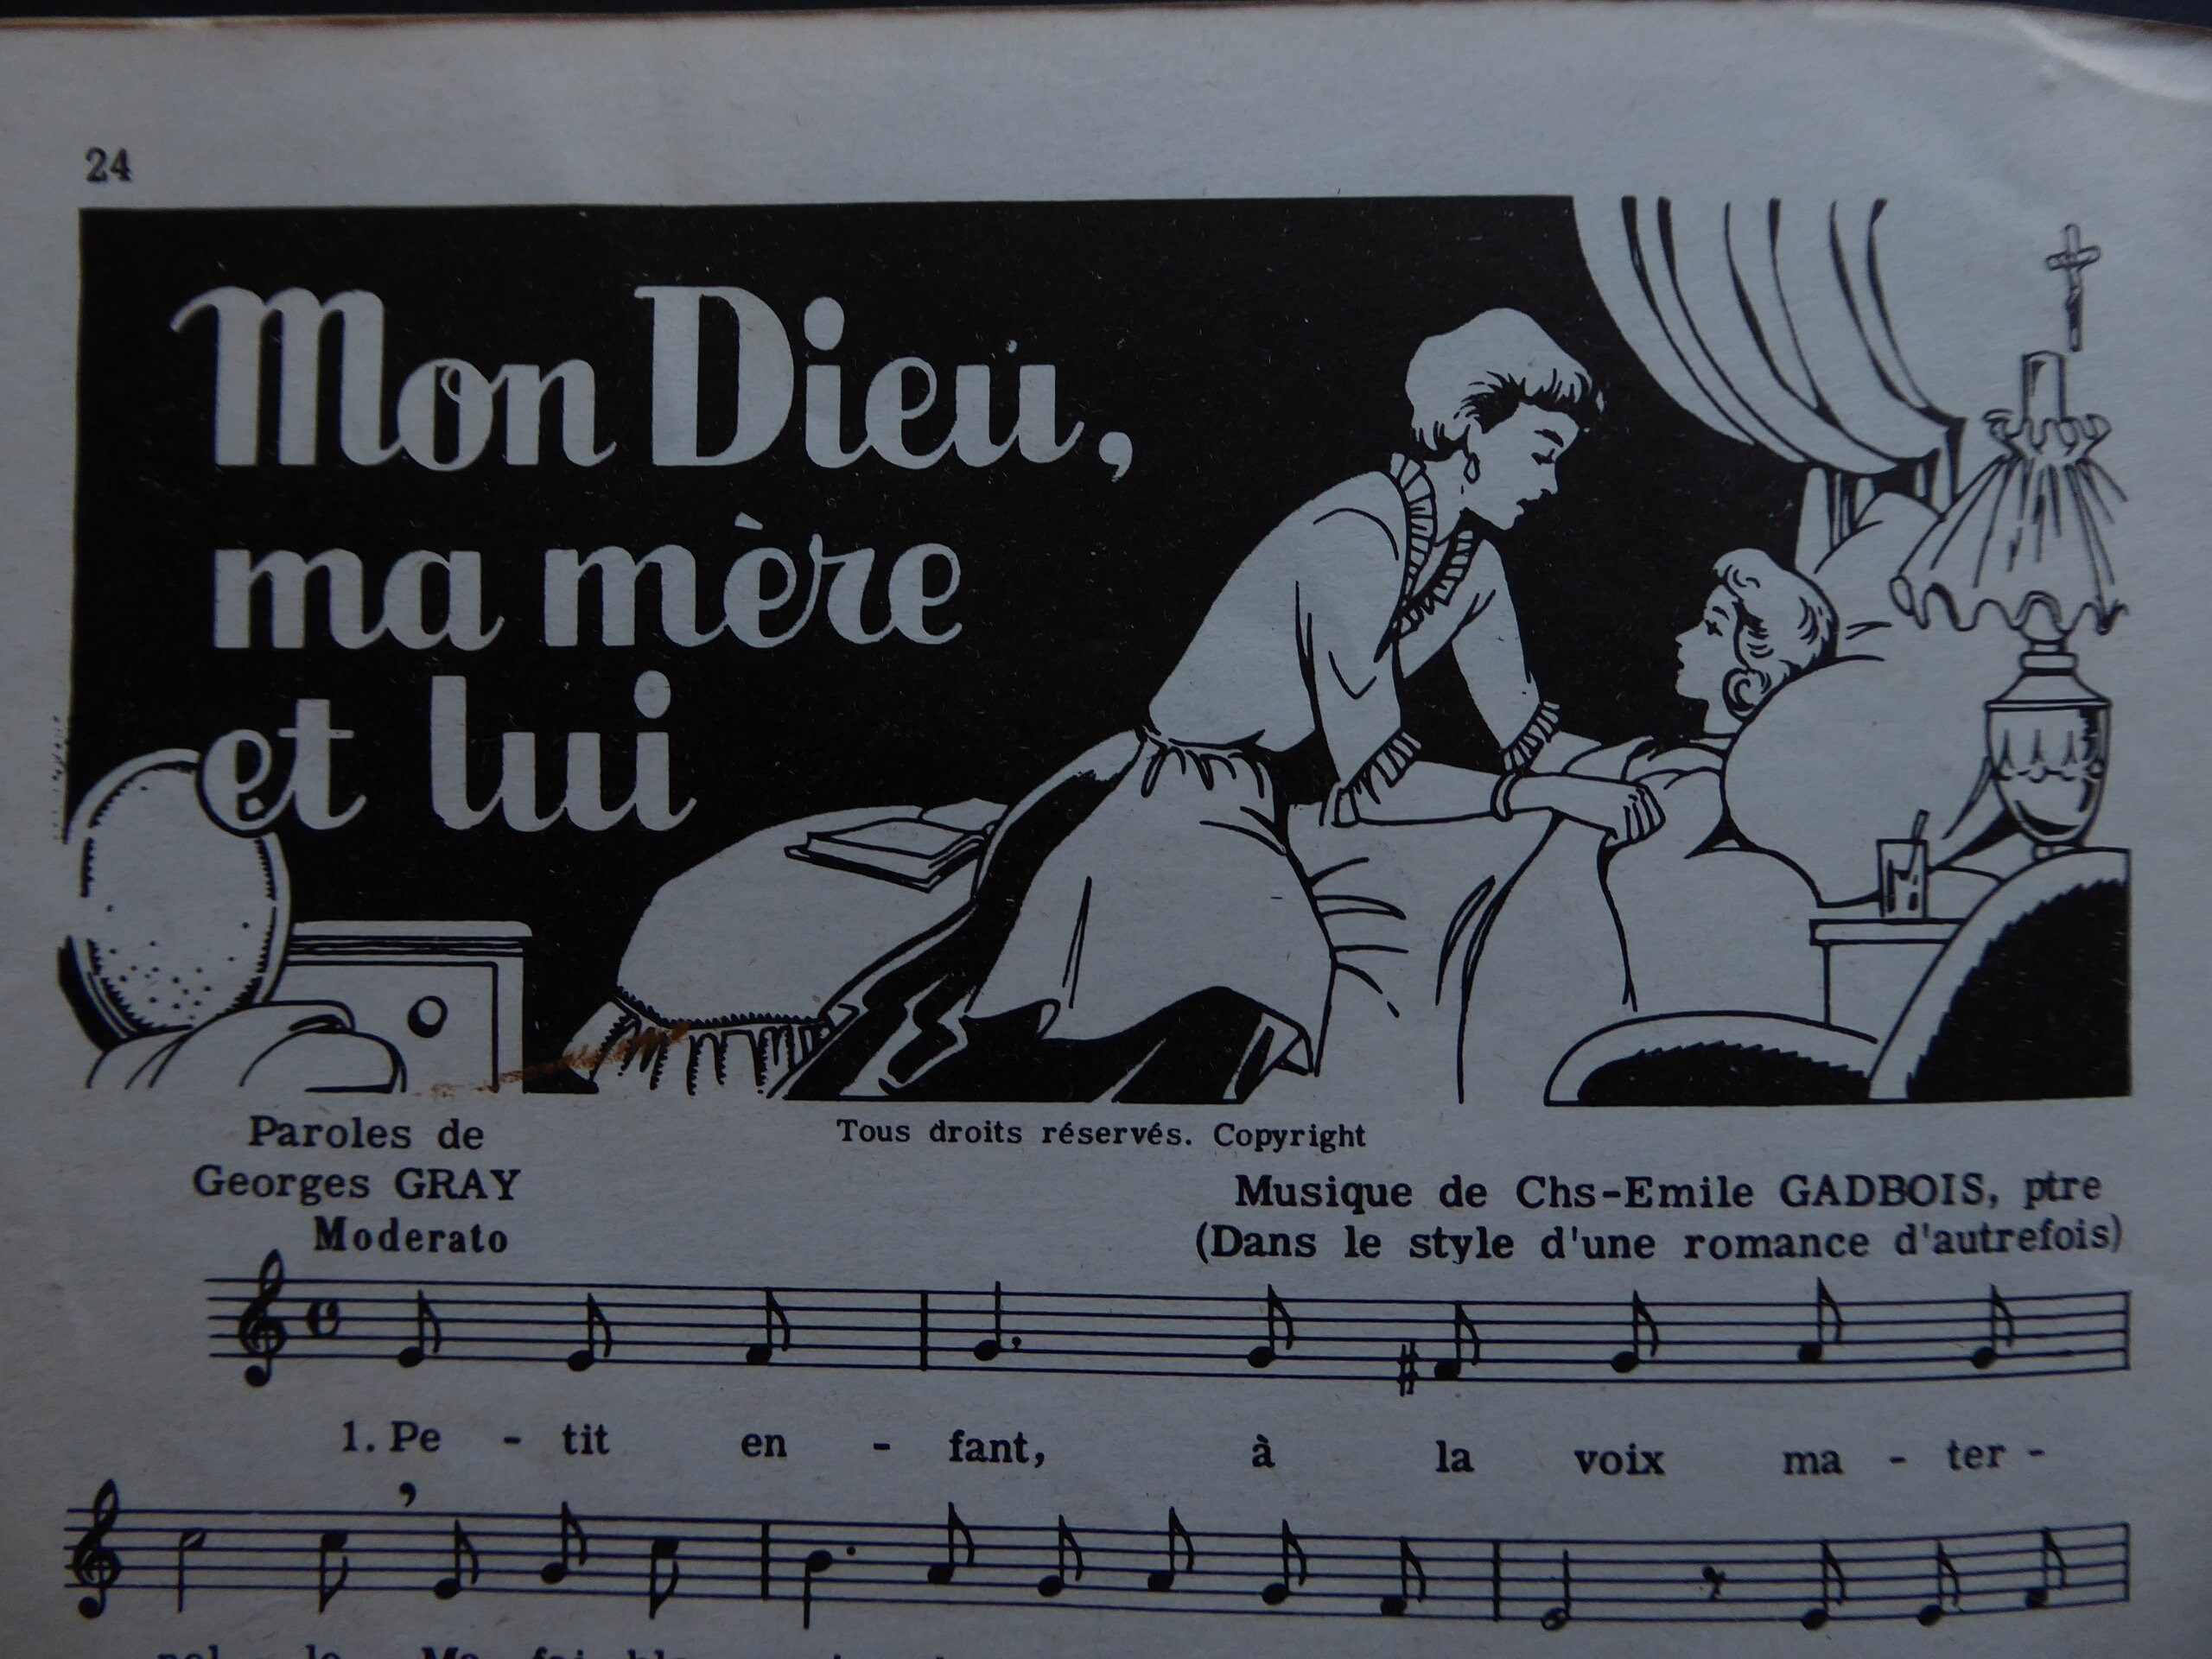 24
Mon Dieu,
ma mère
et lui
Paroles de
Georges GRAY
Moderato
Tous droits réservés. Copyright
Musique de Chs-Emile GADBOIS, ptre
(Dans le style d'une romance d'autrefois)
1. Pe - tit en - fant, à la voix ma - ter -